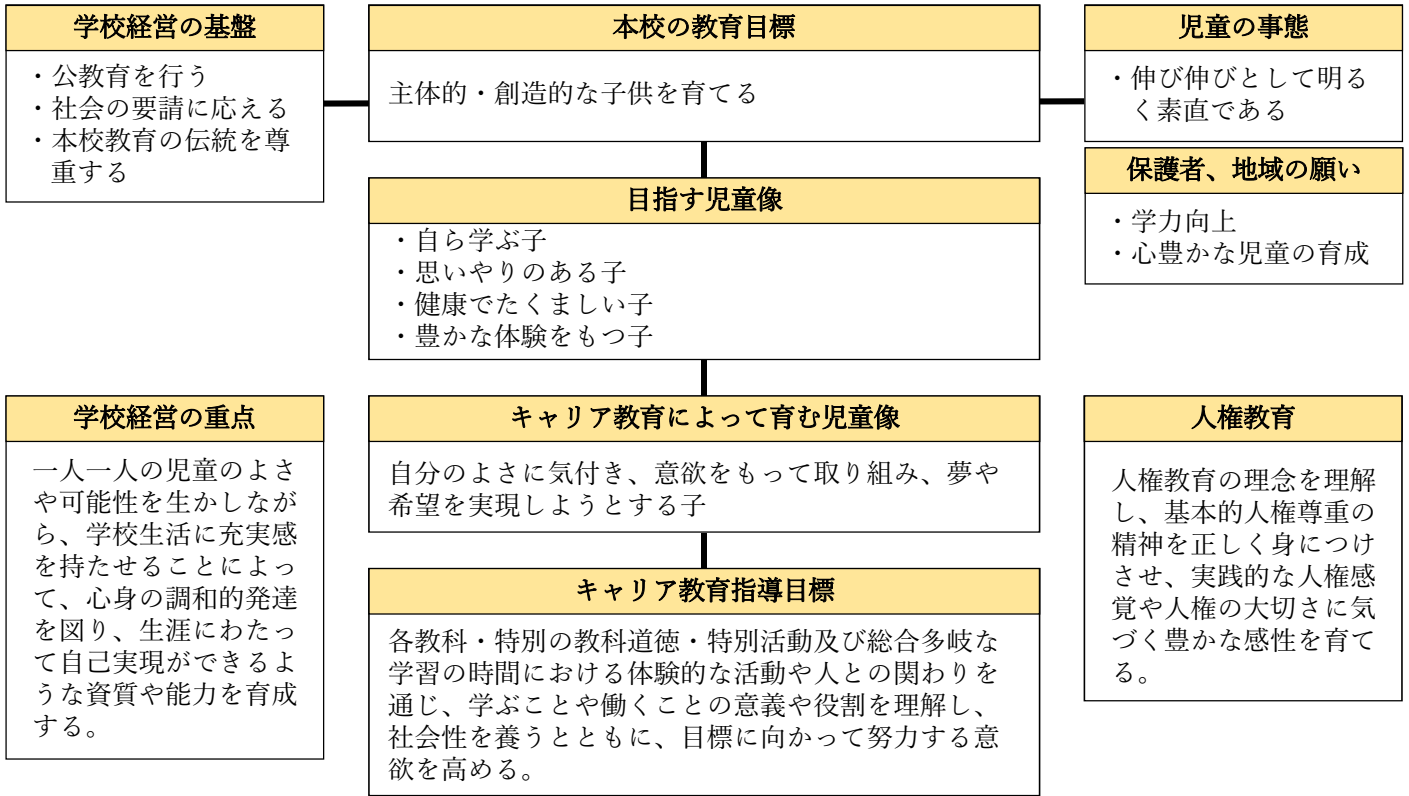 学校経営の基盤
・公教育を行う
・社会の要請に応える
・本校教育の伝統を尊
重する
本校の教育目標
主体的・創造的な子供を育てる
児童の事態
・伸び伸びとして明る
く素直である
保護者、地域の願い
・学力向上
・心豊かな児童の育成
目指す児童像
・自ら学ぶ子
・思いやりのある子
・健康でたくましい子
・豊かな体験をもつ子
学校経営の重点
一人一人の児童のよさ
や可能性を生かしなが
ら、学校生活に充実感
を持たせることによっ
て、心身の調和的発達
を図り、生涯にわたっ
て自己実現ができるよ
うな資質や能力を育成
する。
キャリア教育によって育む児童像
自分のよさに気付き、意欲をもって取り組み、夢や
希望を実現しようとする子
キャリア教育指導目標
各教科・特別の教科道徳・特別活動及び総合多岐な
学習の時間における体験的な活動や人との関わりを
通じ、学ぶことや働くことの意義や役割を理解し、
社会性を養うとともに、目標に向かって努力する意
欲を高める。
人権教育
人権教育の理念を理解
し、基本的人権尊重の
精神を正しく身につけ
させ、実践的な人権感
覚や人権の大切さに気
づく豊かな感性を育て
る。